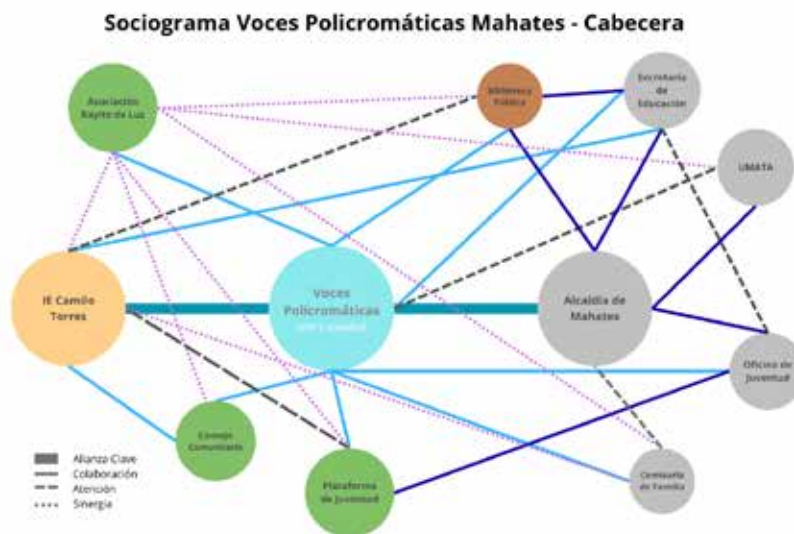 Sociograma Voces Policromáticas Mahates - Cabecera
Asociación
Rayito de Luz
Biblioteca
Pública
Secretaría
de
Educación
UMATA
IE Camilo
Torres
Voces
Policromáticas
Alcaldía de
Mahates
Oficina de
Juventud
Consejo
Comunitario
Plataforma
de Juventud
Comisaría
de Familia
Alianza Clave
Colaboración
Atención
Sinergia